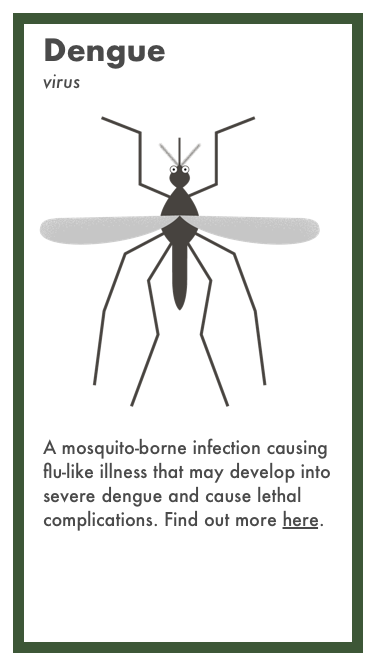 Dengue
virus
A mosquito-borne infection causing
flu-like illness that may develop into
severe dengue and cause lethal
complications. Find out more here.